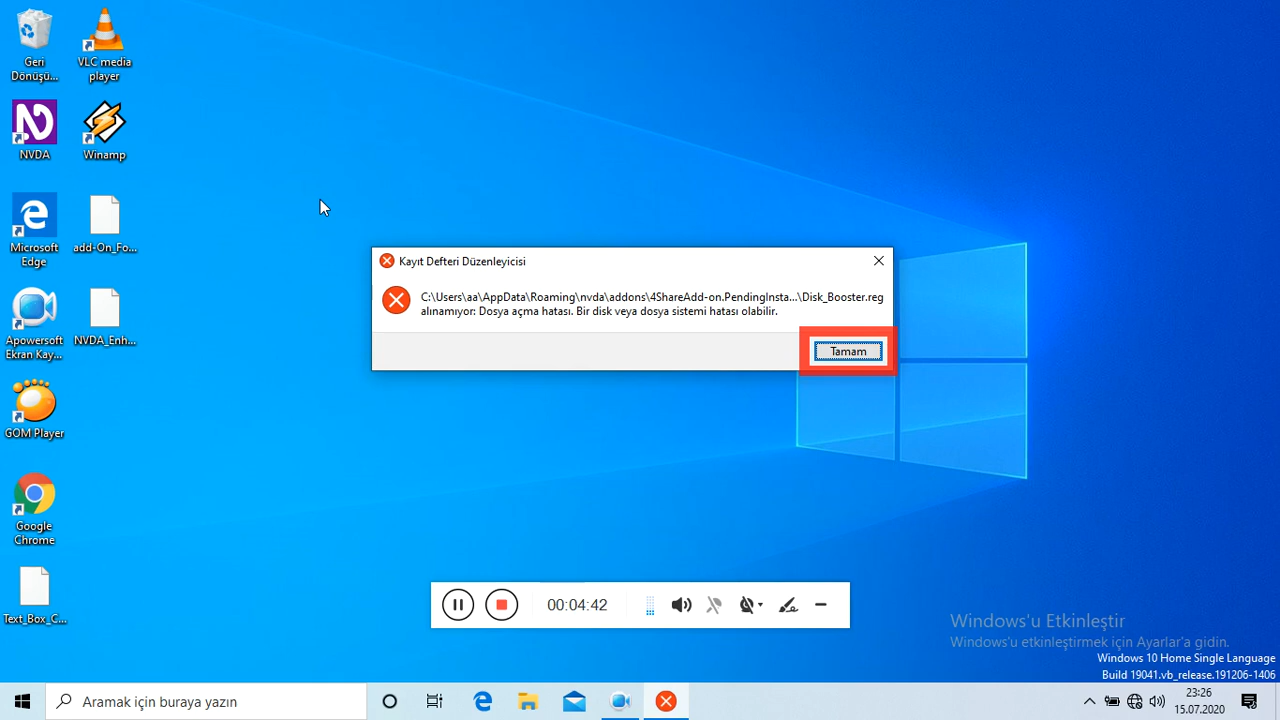 Geri
Dönüşü...
VLC media
player
NVDA
Winamp
Microsoft
Edge
add-On_Fo...
Apowersoft
Ekran Kay...
NVDA_Enh...
GOM Player
Google
Chrome
Text_Box_C...
Kayıt Defteri Düzenleyicisi
C:\Users\aa\AppData\Roaming\nvda\addons\4ShareAdd-on.PendingInsta...\Disk_Booster.reg
alınamıyor: Dosya açma hatası. Bir disk veya dosya sistemi hatası olabilir.
Tamam
00:04:42
Windows'u Etkinleştir
Windows'u etkinleştirmek için Ayarlar'a gidin.
Windows 10 Home Single Language
Build 19041.vb_release.191206-1406
Aramak için buraya yazın
23:26
15.07.2020